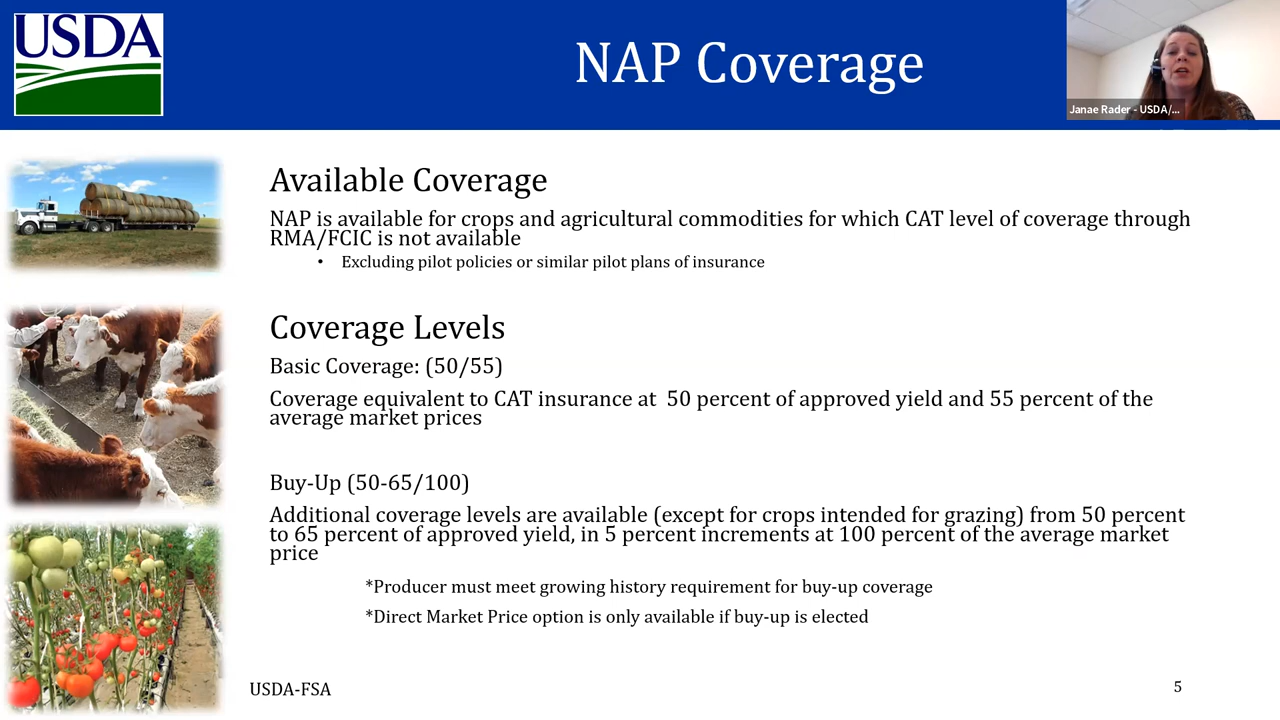 USDA
NAP Coverage
Janae Rader - USDA/...
Available Coverage
NAP is available for crops and agricultural commodities for which CAT level of coverage through
RMA/FCIC is not available
• Excluding pilot policies or similar pilot plans of insurance
Coverage Levels
Basic Coverage: (50/55)
Coverage equivalent to CAT insurance at 50 percent of approved yield and 55 percent of the
average market prices
Buy-Up (50-65/100)
Additional coverage levels are available (except for crops intended for grazing) from 50 percent
to 65 percent of approved yield, in 5 percent increments at 100 percent of the average market
price
*Producer must meet growing history requirement for buy-up coverage
*Direct Market Price option is only available if buy-up is elected
USDA-FSA
5